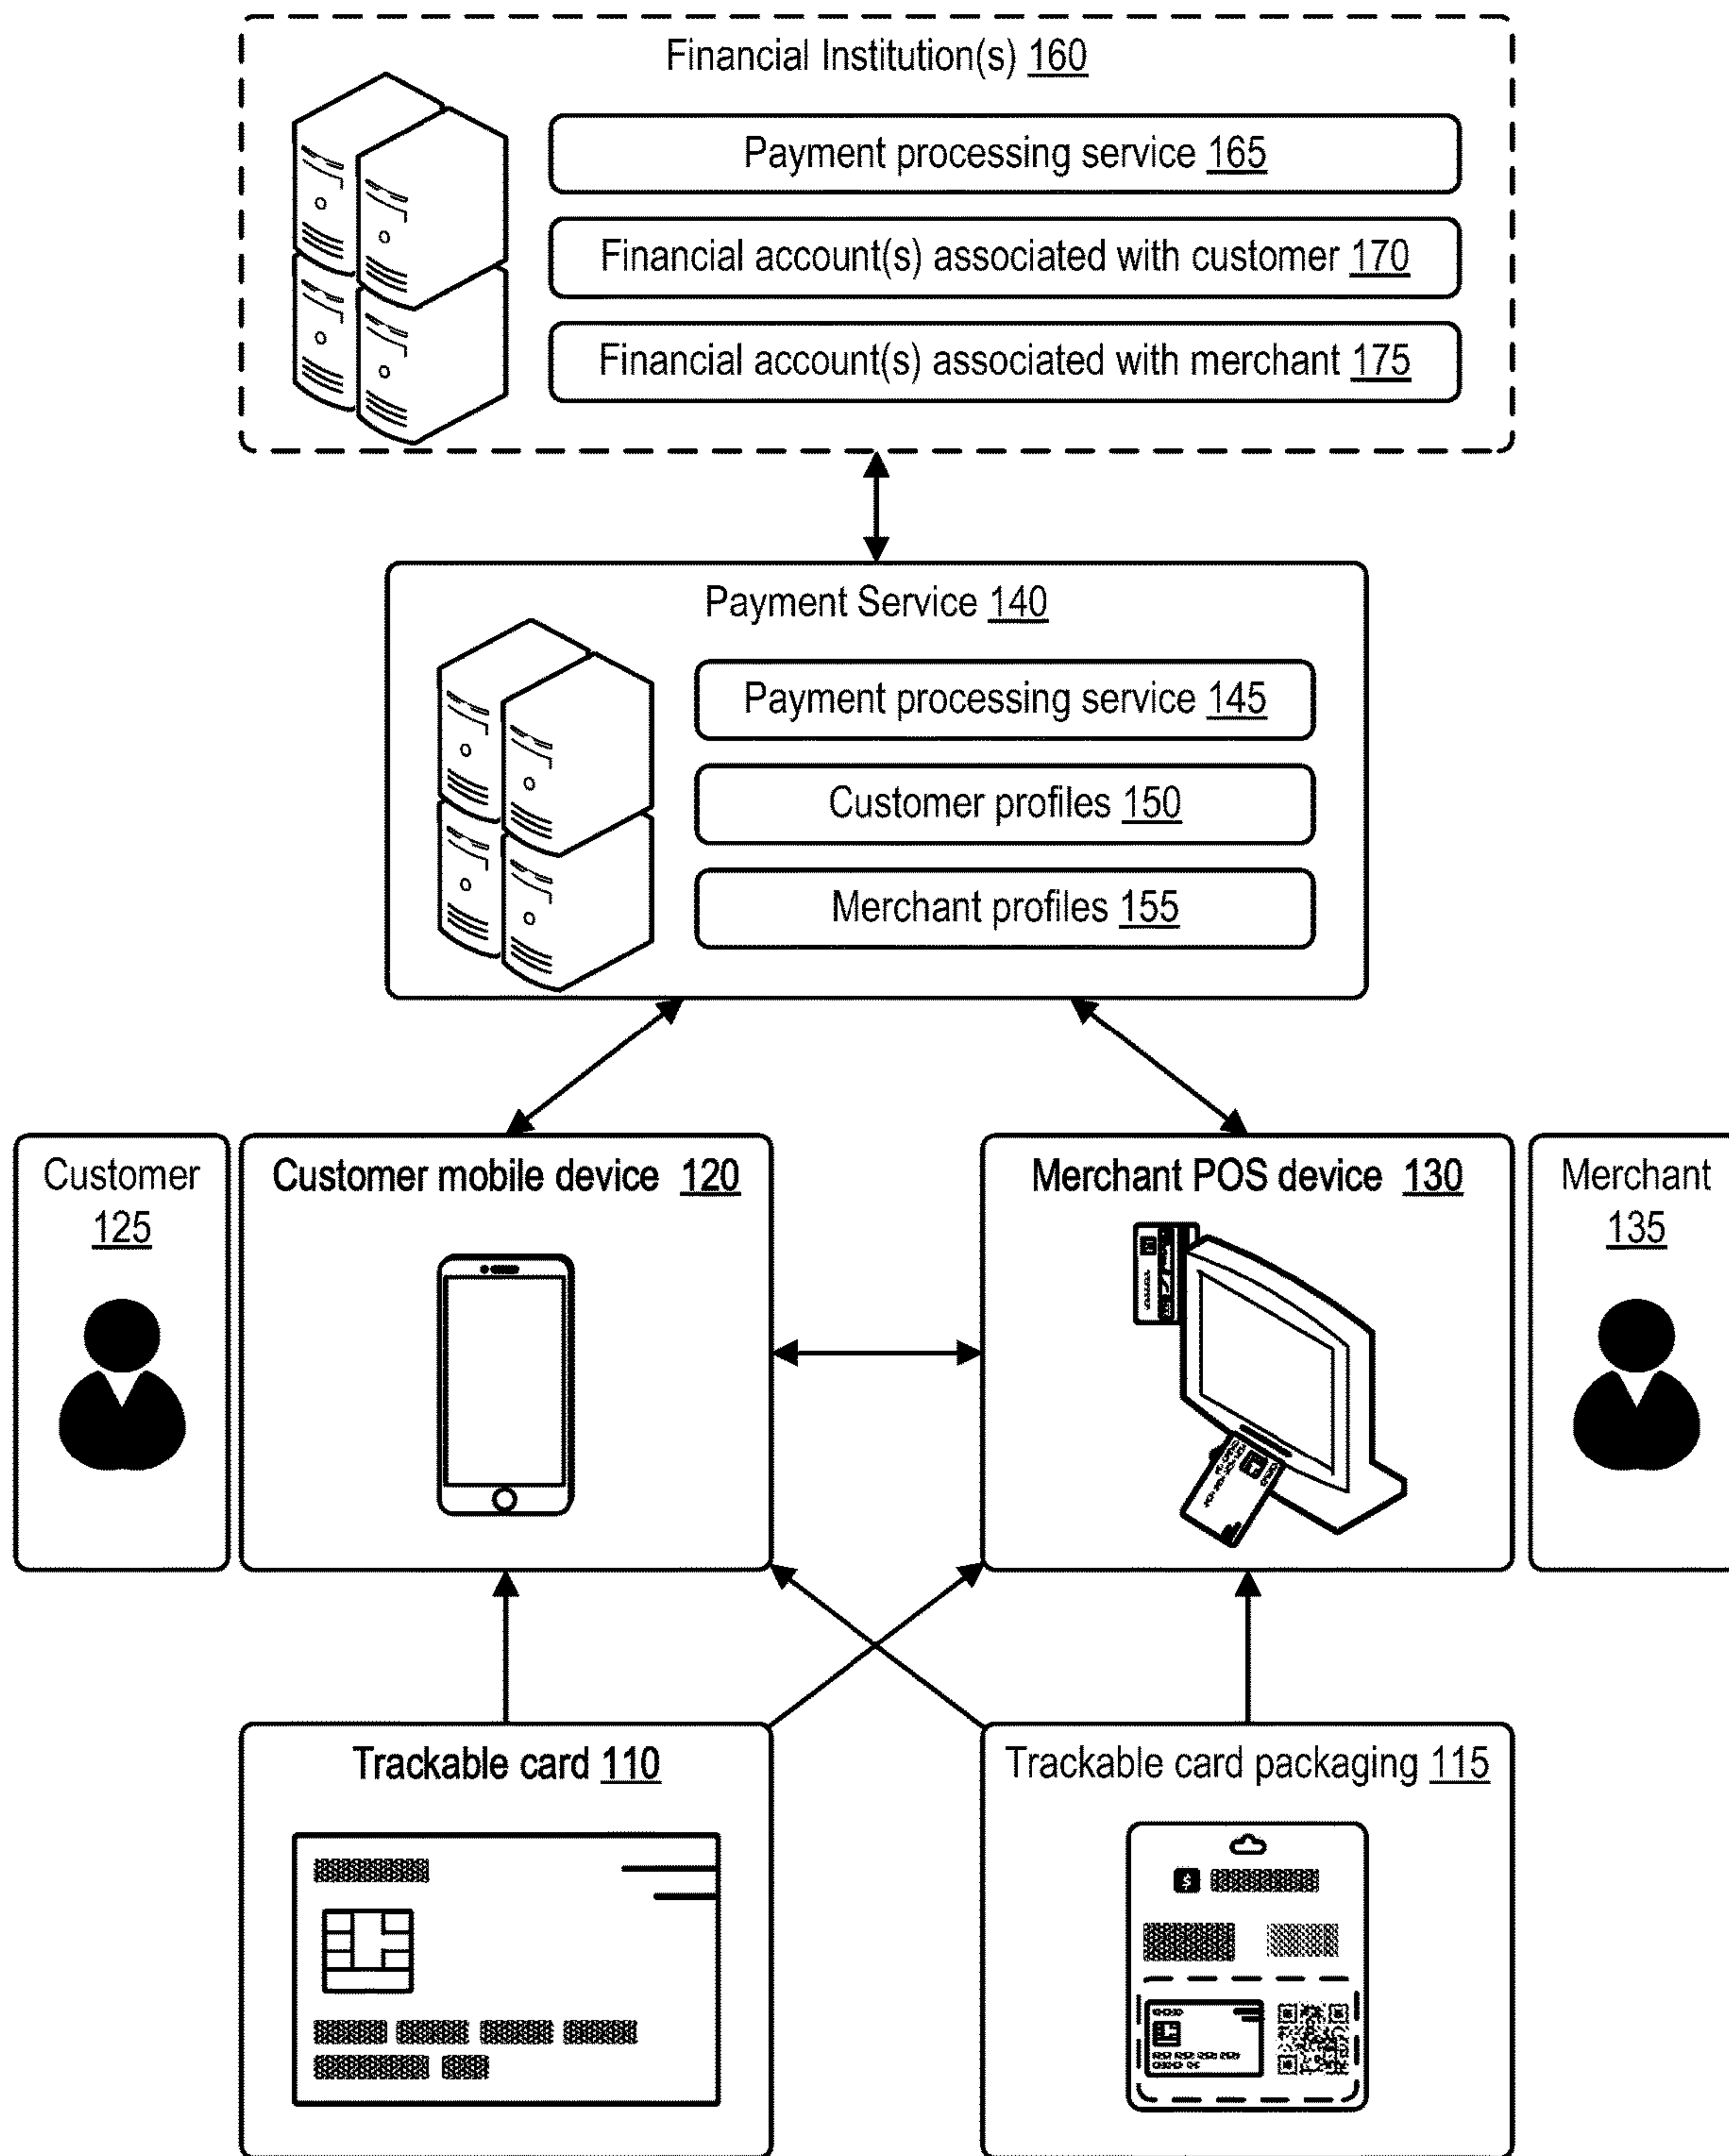 Financial Institution(s) 160
Payment processing service 165
Financial account(s) associated with customer 170
Financial account(s) associated with merchant 175
Payment Service 140
Payment processing service 145
Customer profiles 150
Merchant profiles 155
Customer
125
Customer mobile device 120
Merchant POS device 130
Merchant
135
Trackable card 110
Trackable card packaging 115
$